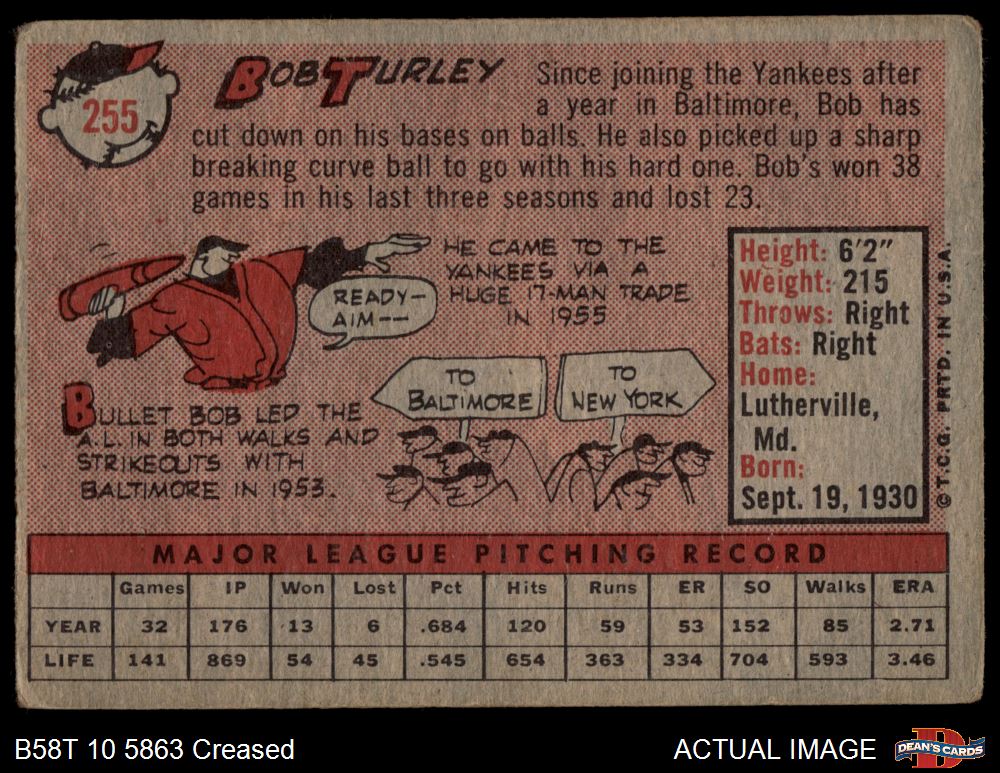 255
BOB TURLEY
Since joining the Yankees after
a year in Baltimore, Bob has
cut down on his bases on balls. He also picked up a sharp
breaking curve ball to go with his hard one. Bob's won 38
games in his last three seasons and lost 23.
READY-
AIM--
HE CAME TO THE
YANKEES VIA A
HUGE 17-MAN TRADE
IN 1955
BULLET BOB LED THE
A.L. IN BOTH WALKS AND
STRIKEOUTS WITH
BALTIMORE IN 1953.
TO
BALTIMORE
TO
NEW YORK
Height: 6'2"
Weight: 215
Throws: Right
Bats: Right
Home:
Lutherville,
Md.
Born:
Sept. 19, 1930
© T.C.G. PRTD. IN U.S.A.
MAJOR LEAGUE PITCHING RECORD
Games IP Won Lost Pct Hits Runs ER SO Walks ERA
YEAR 32 176 13 6 .684 120 59 53 152 85 2.71
LIFE 141 869 54 45 .545 654 363 334 704 593 3.46
B58T 10 5863 Creased
ACTUAL IMAGE
DEAN'S CARDS